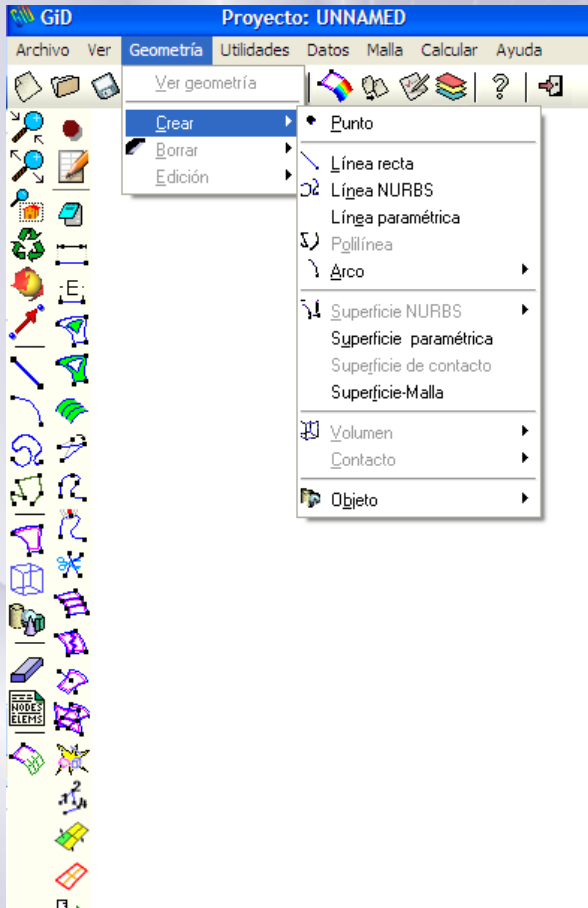 GiD Proyecto: UNNAMED
Archivo Ver Geometría Utilidades Datos Malla Calcular Ayuda
Ver geometría
Crear
Borrar
Edición
Punto
Línea recta
Línea NURBS
Línea paramétrica
Polilínea
Arco
Superficie NURBS
Superficie paramétrica
Superficie de contacto
Superficie-Malla
Volumen
Contacto
Objeto
:E:
NODES
ELEMS